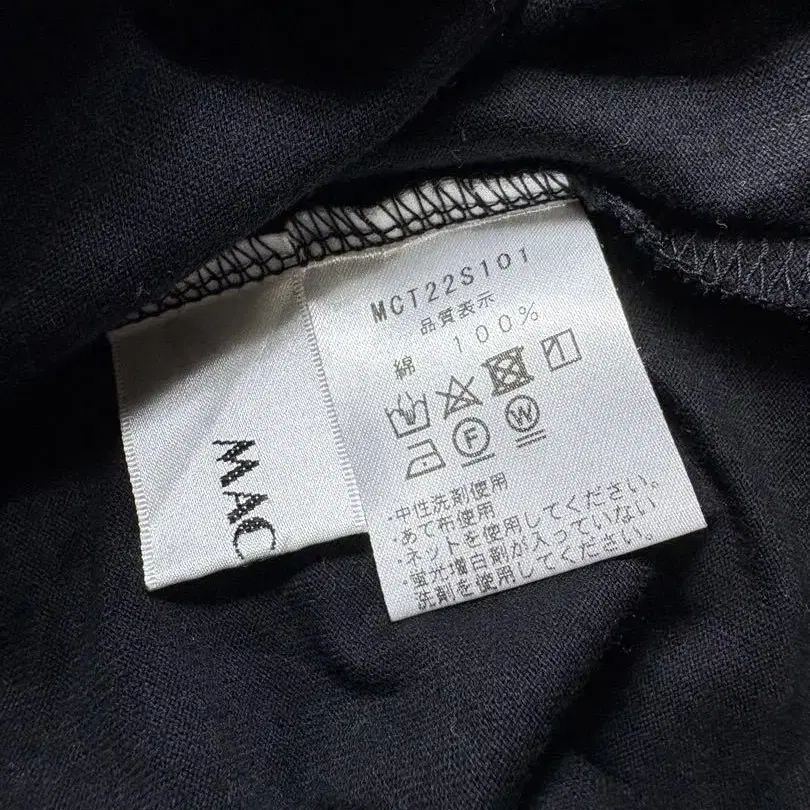 MCT22S101
品質表示
綿 100%
F W
・中性洗剤使用
・あて布使用
・ネットを使用してください。
・蛍光増白剤が入っていない
洗剤を使用してください。
MAC